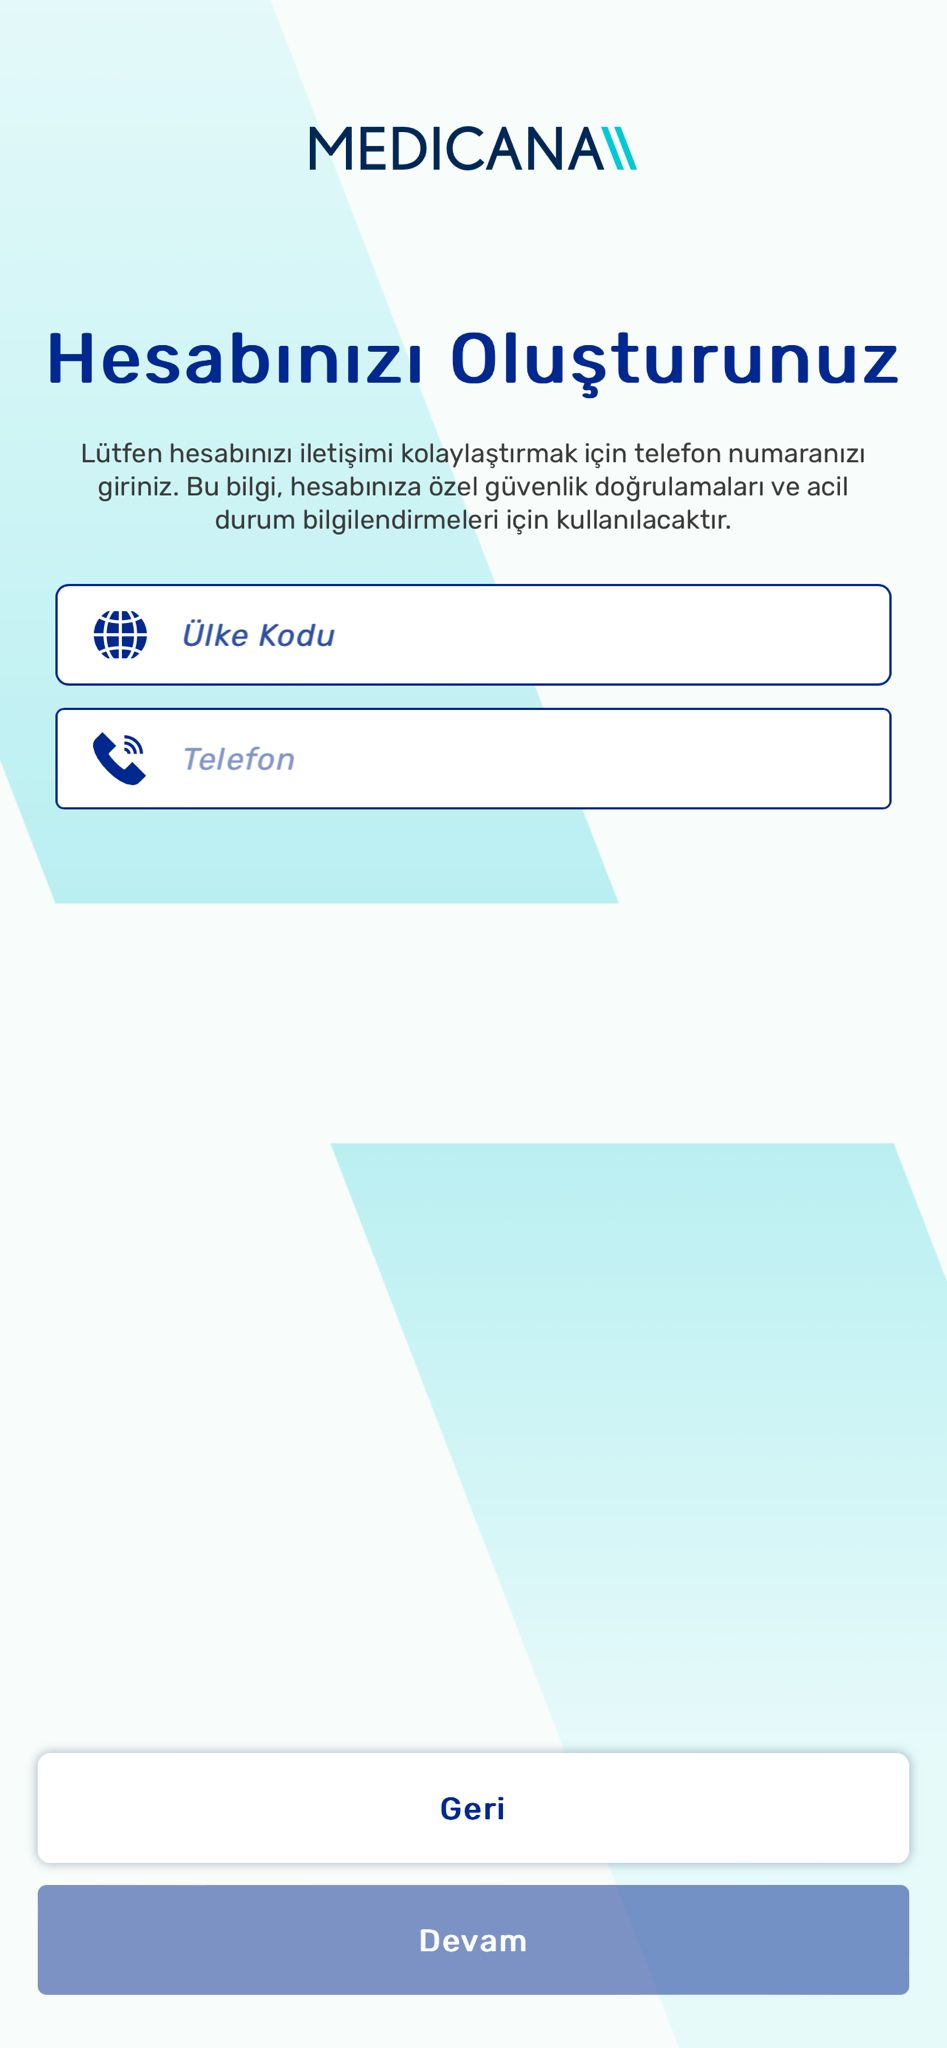 MEDICANA
Hesabınızı Oluşturunuz
Lütfen hesabınızı iletişimi kolaylaştırmak için telefon numaranızı
giriniz. Bu bilgi, hesabınıza özel güvenlik doğrulamaları ve acil
durum bilgilendirmeleri için kullanılacaktır.
Ülke Kodu
Telefon
Geri
Devam